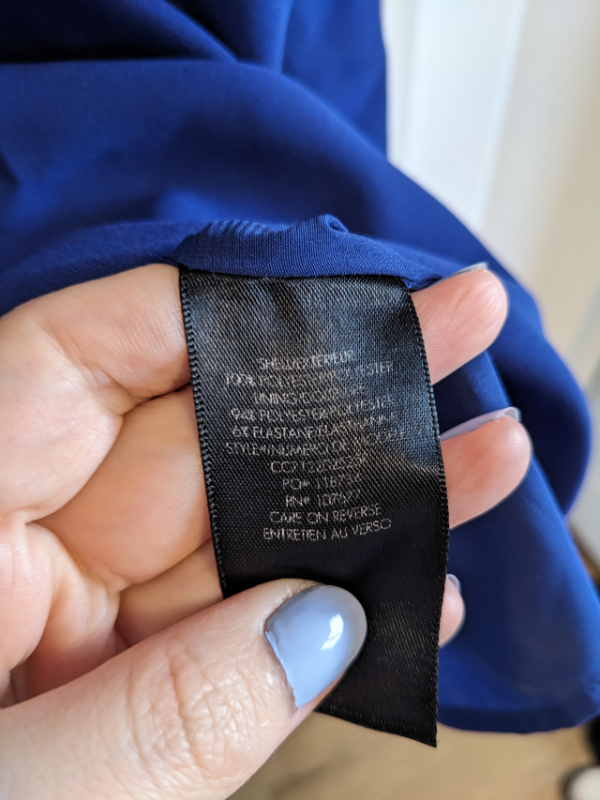 SHELL/EXTERIEUR
100% POLYESTER/POLYESTER
LINING/DOUBLURE
94% POLYESTER/POLYESTER
6% ELASTANE/ELASTHANNE
STYLE#/NUMERO DE MODELE
PO# 118734
RN# 107577
CARE ON REVERSE
ENTRETIEN AU VERSO